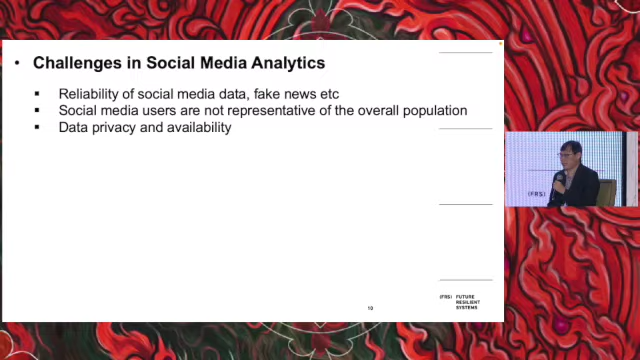 • Challenges in Social Media Analytics
▪ Reliability of social media data, fake news etc
▪ Social media users are not representative of the overall population
▪ Data privacy and availability
10
(FRS) FUTURE
RESILIENT
SYSTEMS
(FRS)